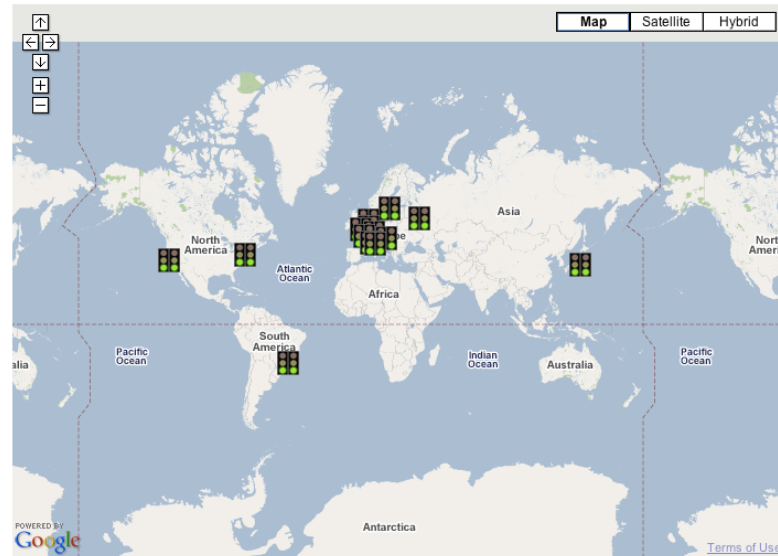 Map
Satellite
Hybrid
Asia
North
America
North
Atlantic
Ocean
Africa
South
America
Pacific
Ocean
Indian
Ocean
Australia
Pacific
Ocean
Antarctica
POWERED BY
Google
Terms of Use